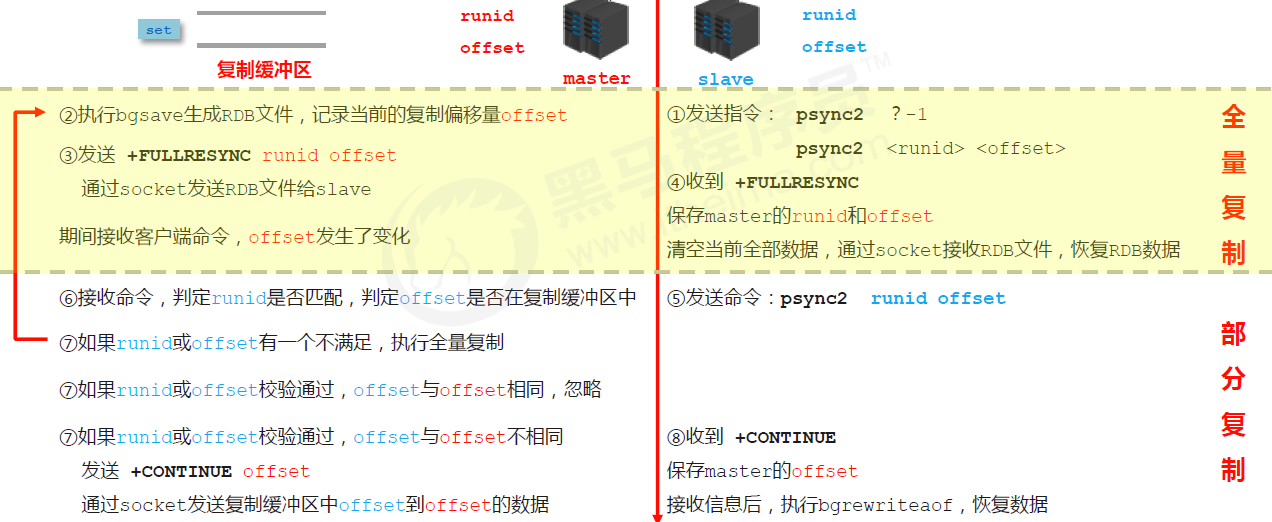 set
复制缓冲区
runid
offset
master
runid
offset
slave
②执行bgsave生成RDB文件，记录当前的复制偏移量offset
③发送 +FULLRESYNC runid offset
通过socket发送RDB文件给slave
期间接收客户端命令，offset发生了变化
①发送指令： psync2 ？-1
psync2 <runid> <offset>
④收到 +FULLRESYNC
保存master的runid和offset
清空当前全部数据，通过socket接收RDB文件，恢复RDB数据
全量复制
⑥接收命令，判定runid是否匹配，判定offset是否在复制缓冲区中
⑦如果runid或offset有一个不满足，执行全量复制
⑦如果runid或offset校验通过，offset与offset相同，忽略
⑦如果runid或offset校验通过，offset与offset不相同
发送 +CONTINUE offset
通过socket发送复制缓冲区中offset到offset的数据
⑤发送命令：psync2 runid offset
⑧收到 +CONTINUE
保存master的offset
接收信息后，执行bgrewriteaof，恢复数据
部分复制
黑马程序员™